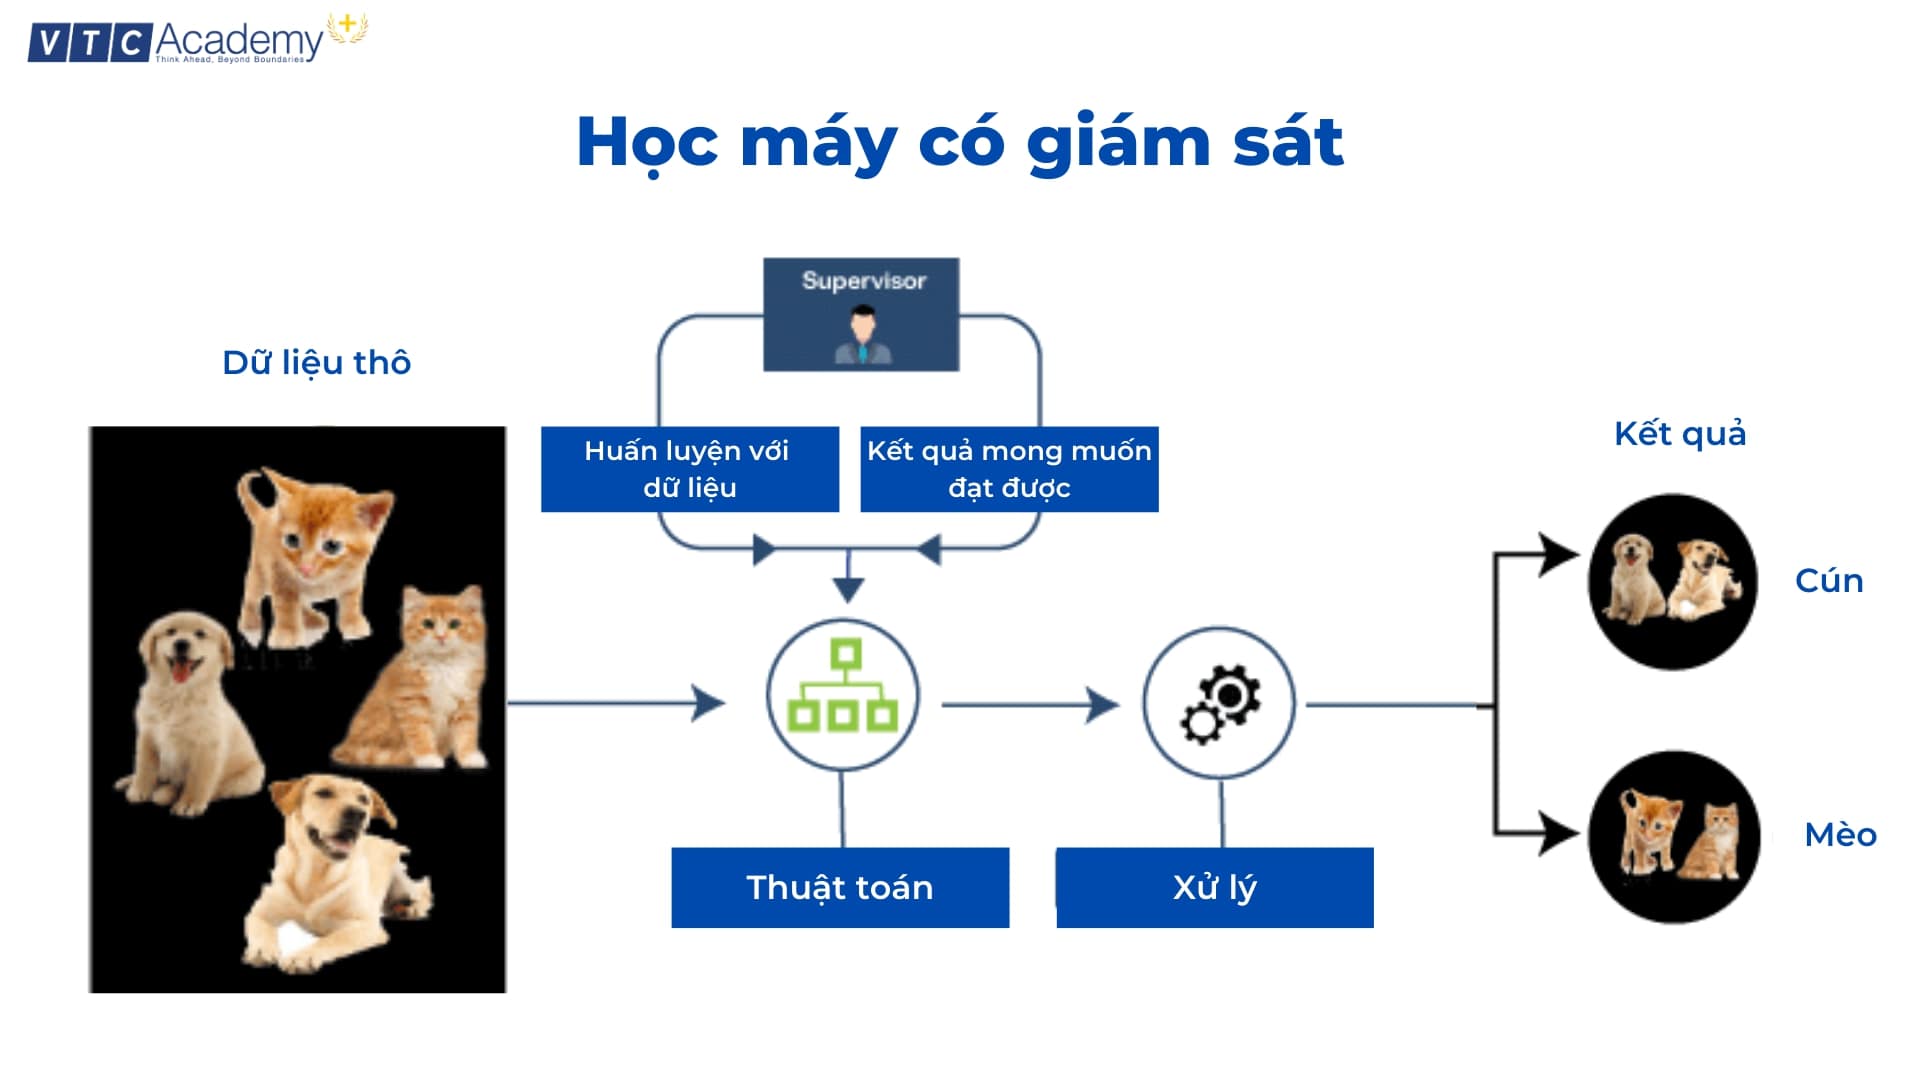 VTC Academy
Think Ahead, Beyond Boundaries
Học máy có giám sát
Supervisor
Dữ liệu thô
Huấn luyện với
dữ liệu
Kết quả mong muốn
đạt được
Kết quả
Cún
Mèo
Thuật toán
Xử lý